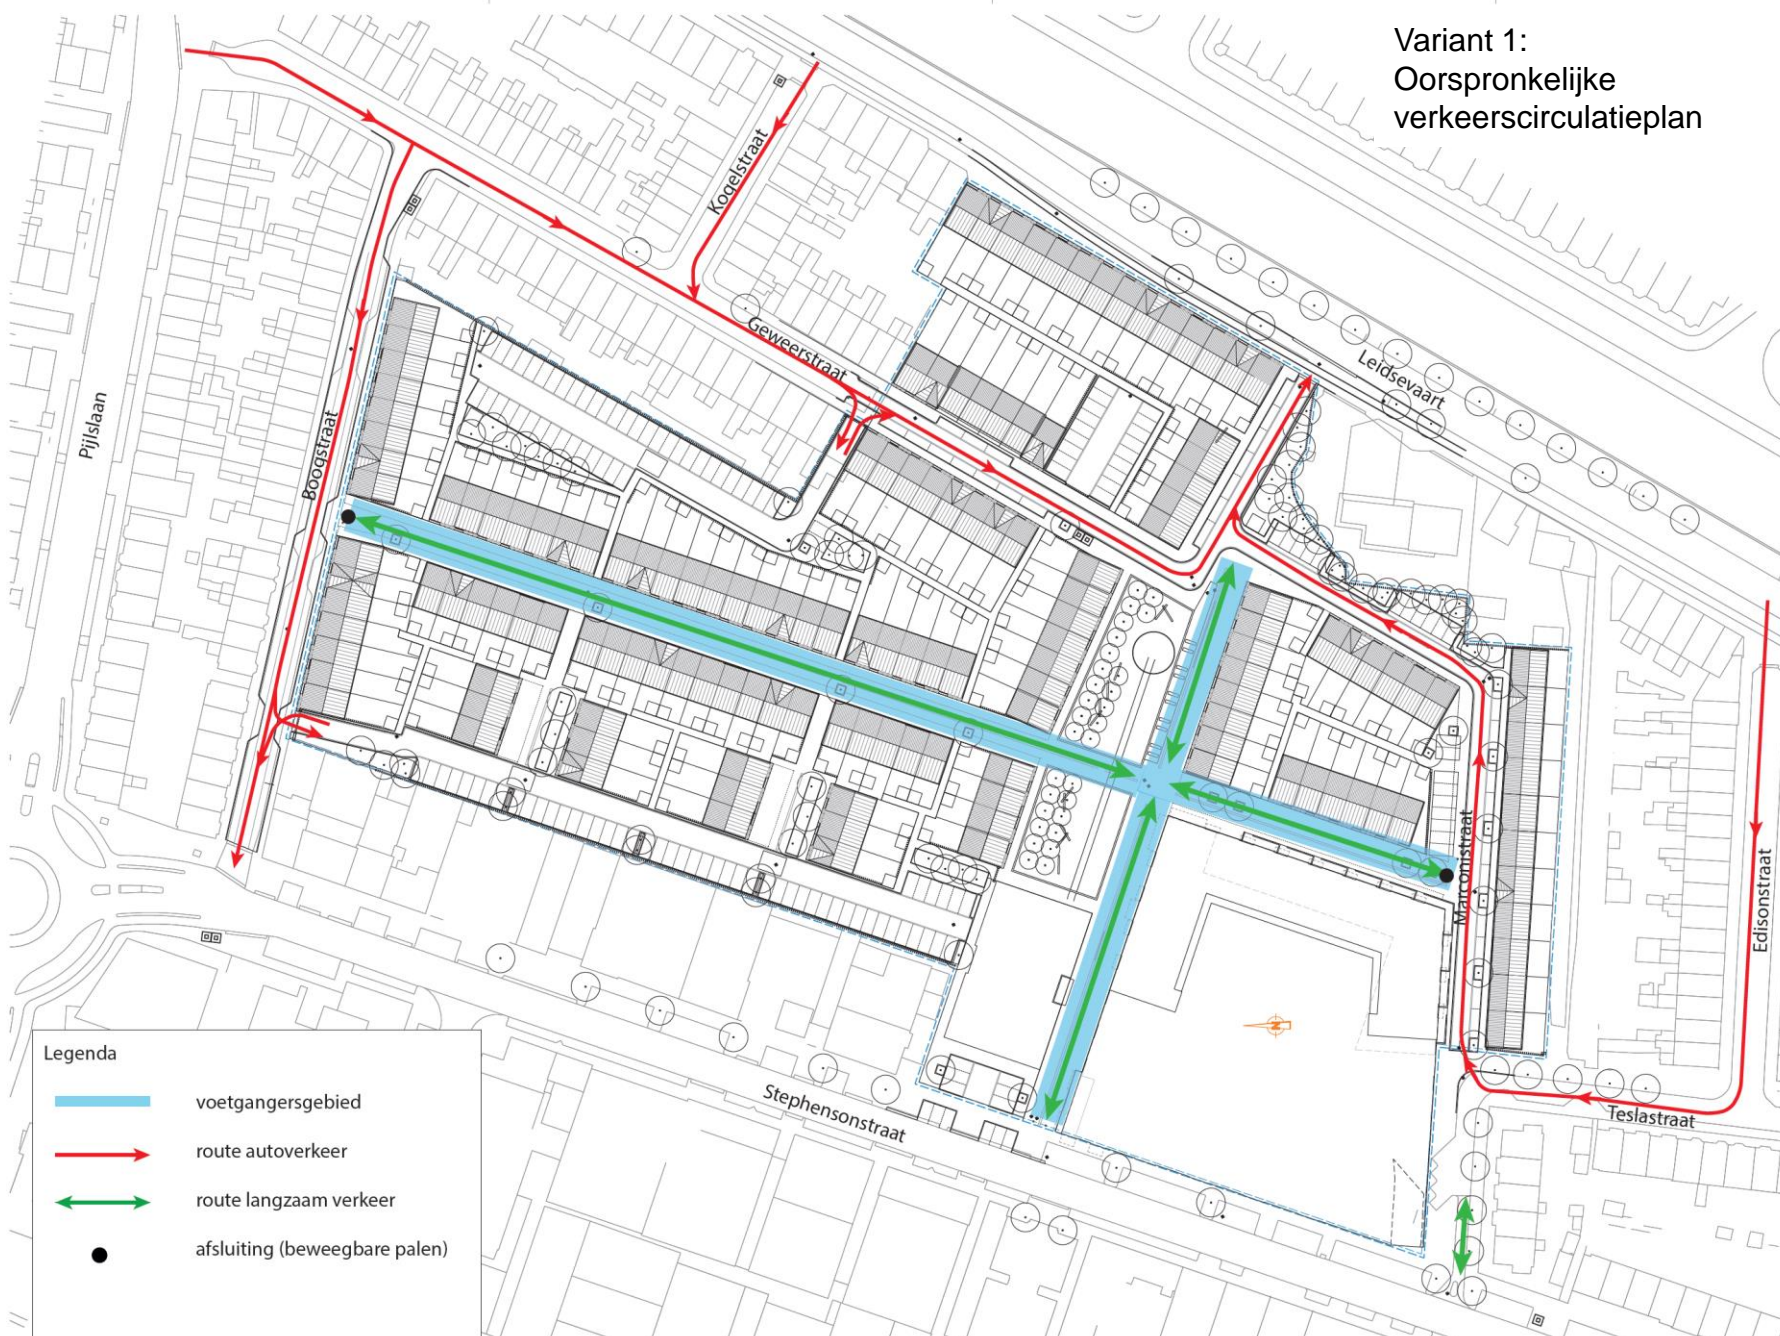 Variant 1:
Oorspronkelijke
verkeerscirculatieplan
Kogelstraat
Geweerstraat
Leidsevaart
Pijlslaan
Boogstraat
Marconistraat
Edisonstraat
Teslastraat
Stephensonstraat
N
Legenda
voetgangersgebied
route autoverkeer
route langzaam verkeer
afsluiting (beweegbare palen)